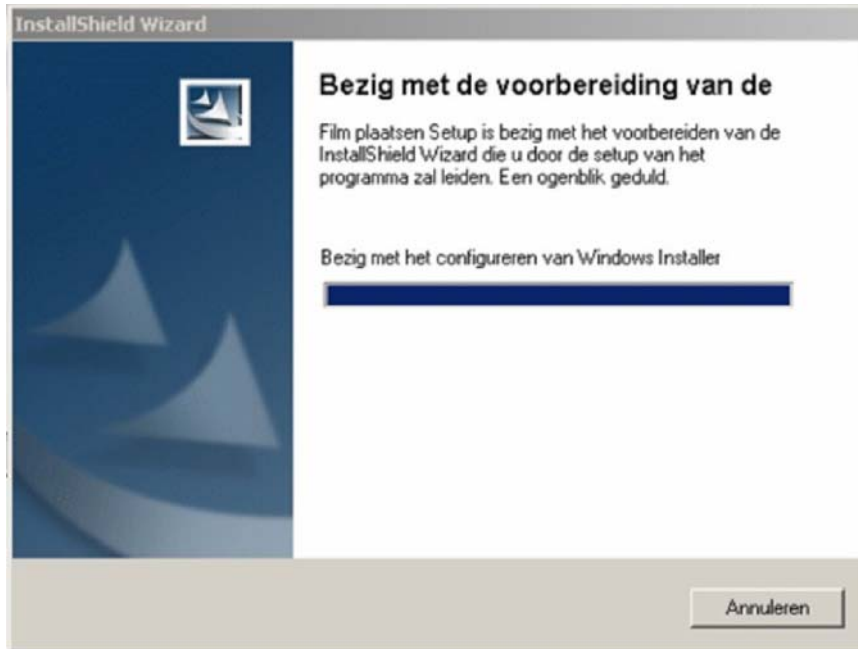 InstallShield Wizard
Bezig met de voorbereiding van de
Film plaatsen Setup is bezig met het voorbereiden van de
InstallShield Wizard die u door de setup van het
programma zal leiden. Een ogenblik geduld.
Bezig met het configureren van Windows Installer
Annuleren